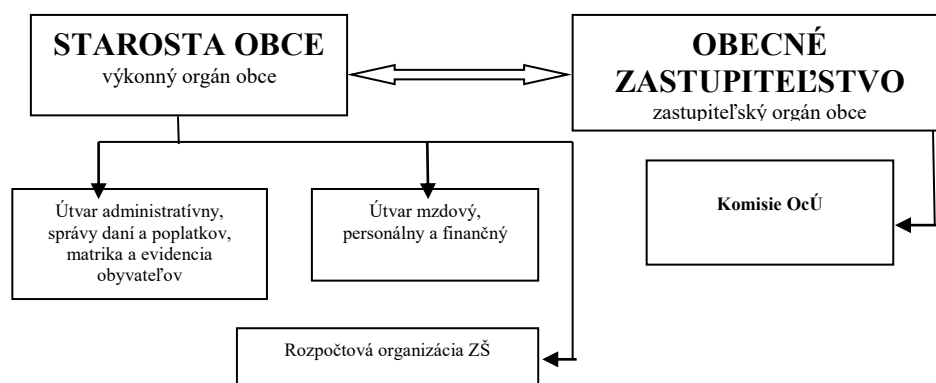 STAROSTA OBCE
výkonný orgán obce
OBECNÉ
ZASTUPITEĽSTVO
zastupiteľský orgán obce
Útvar administratívny,
správy daní a poplatkov,
matrika a evidencia
obyvateľov
Útvar mzdový,
personálny a finančný
Komisie OcÚ
Rozpočtová organizácia ZŠ